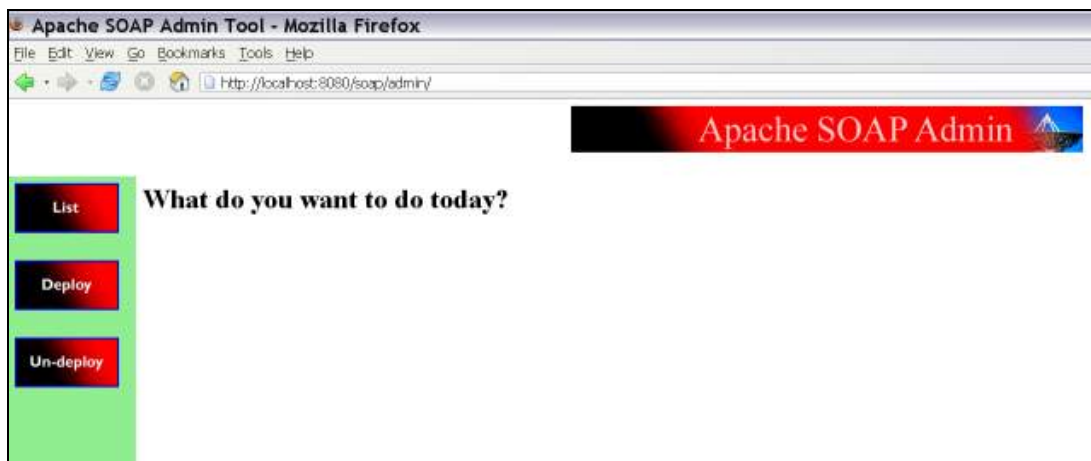 Apache SOAP Admin Tool - Mozilla Firefox
File Edit View Go Bookmarks Tools Help
http://localhost:8080/soap/admin/
Apache SOAP Admin
List
What do you want to do today?
Deploy
Un-deploy